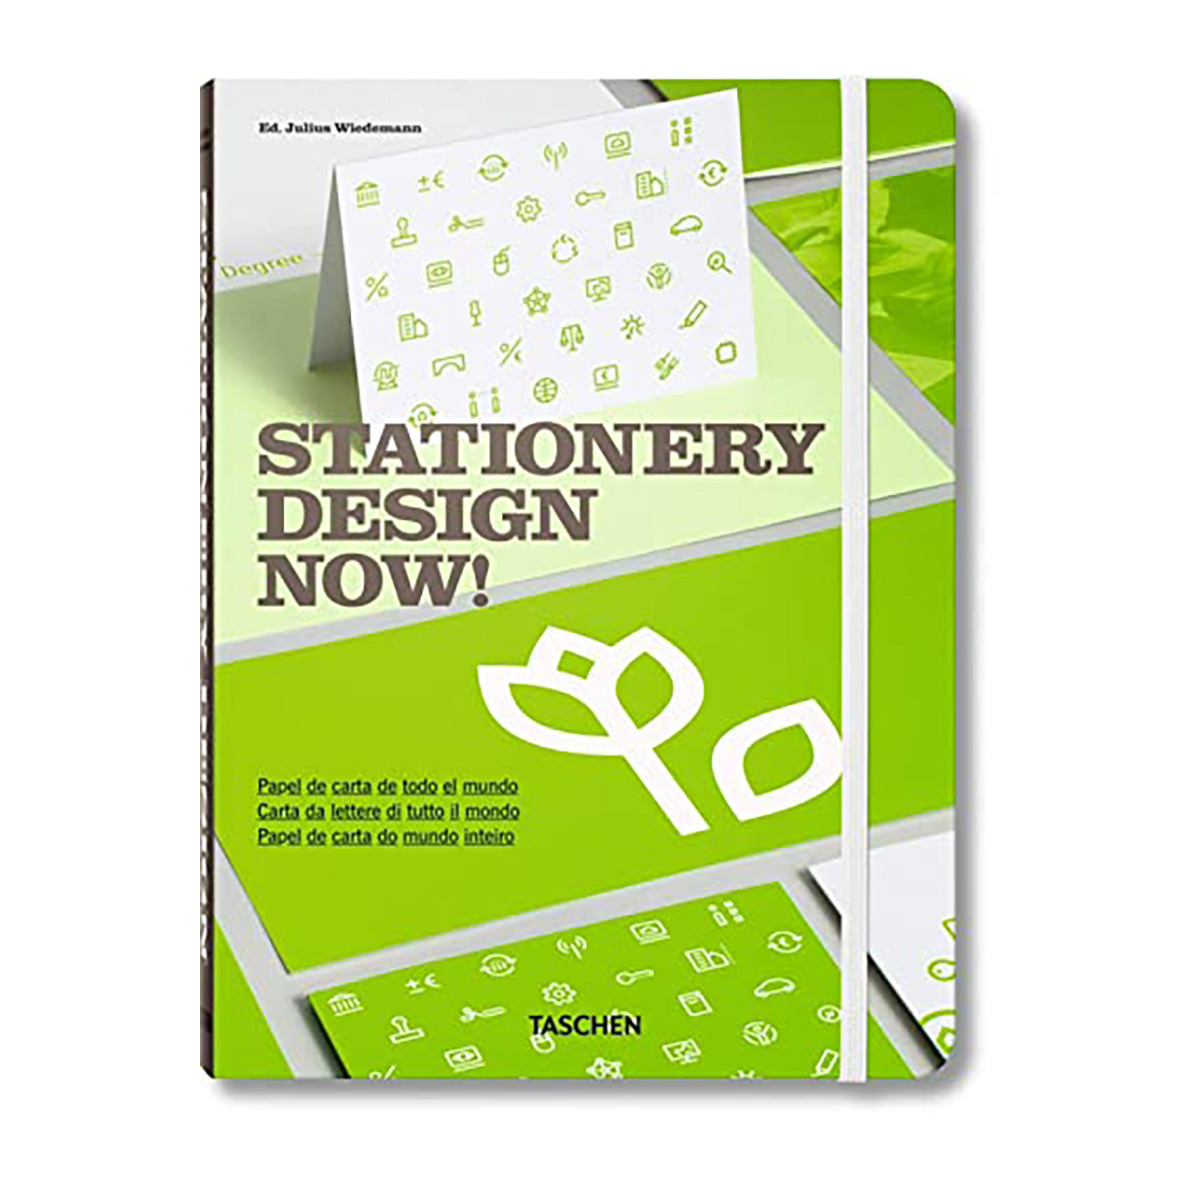 Ed. Julius Wiedemann
Degree
STATIONERY
DESIGN
NOW!
Papel de carta de todo el mundo
Carta da lettere di tutto il mondo
Papel de carta do mundo inteiro
TASCHEN